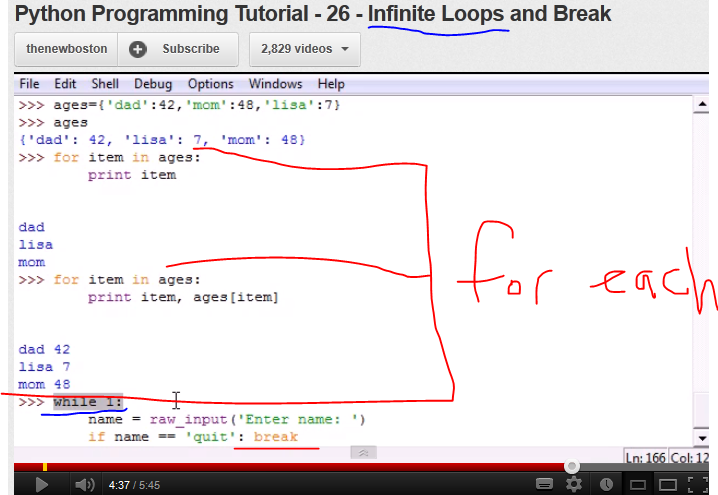 Python Programming Tutorial - 26 - Infinite Loops and Break
thenewboston Subscribe 2,829 videos
File Edit Shell Debug Options Windows Help
>>> ages={'dad':42,'mom':48,'lisa':7}
>>> ages
{'dad': 42, 'lisa': 7, 'mom': 48}
>>> for item in ages:
print item
dad
lisa
mom
>>> for item in ages:
print item, ages[item]
for each
dad 42
lisa 7
mom 48
>>> while 1:
name = raw_input('Enter name: ')
if name == 'quit': break
Ln: 166 Col: 12
4:37 / 5:45